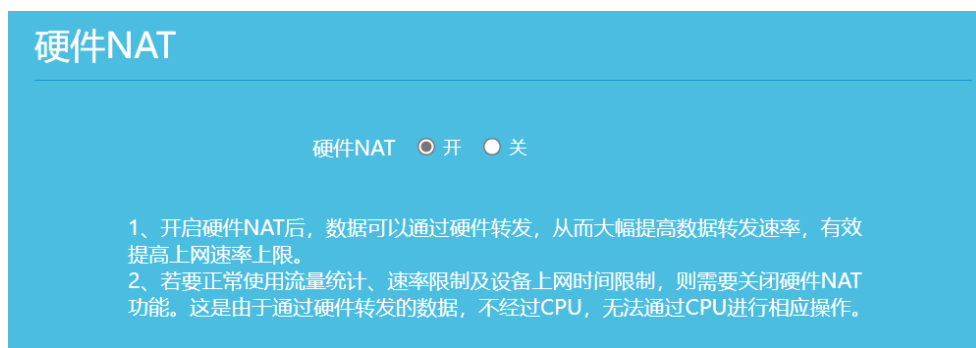 硬件NAT
硬件NAT 开 关
1、开启硬件NAT后，数据可以通过硬件转发，从而大幅提高数据转发速率，有效
提高上网速率上限。
2、若要正常使用流量统计、速率限制及设备上网时间限制，则需要关闭硬件NAT
功能。这是由于通过硬件转发的数据，不经过CPU，无法通过CPU进行相应操作。